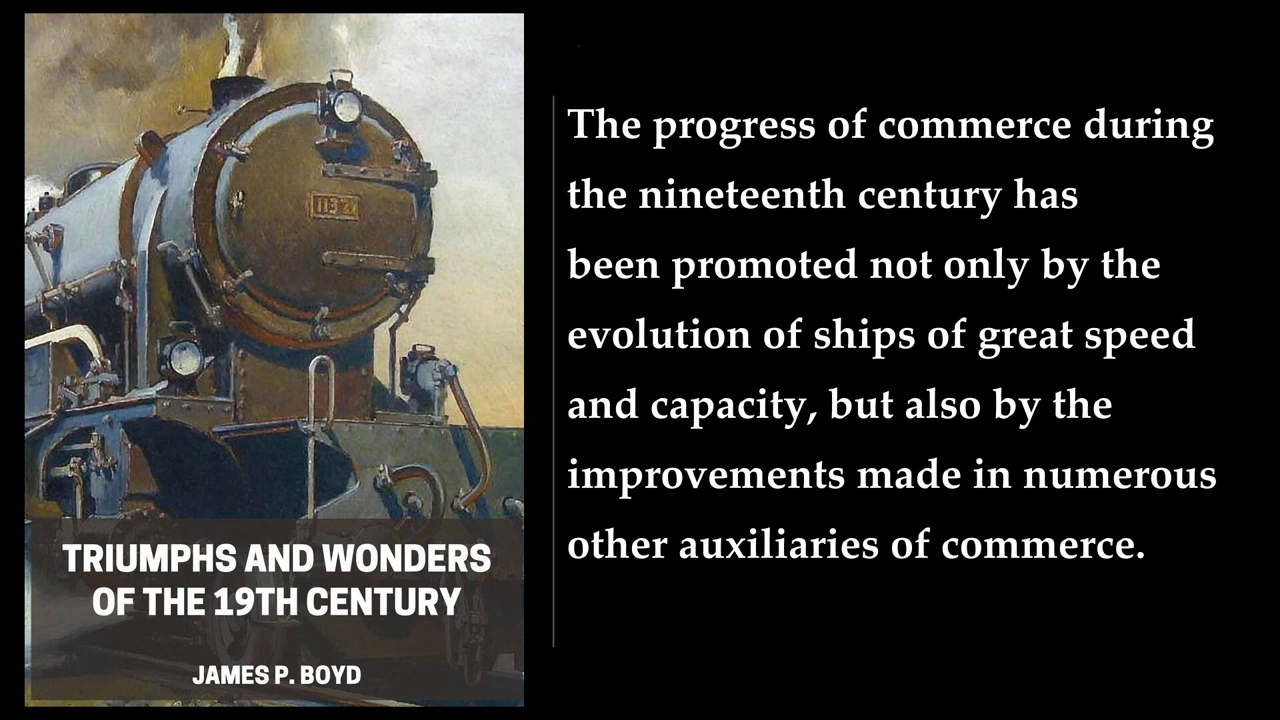 TRIUMPHS AND WONDERS
OF THE 19TH CENTURY
JAMES P. BOYD
The progress of commerce during
the nineteenth century has
been promoted not only by the
evolution of ships of great speed
and capacity, but also by the
improvements made in numerous
other auxiliaries of commerce.